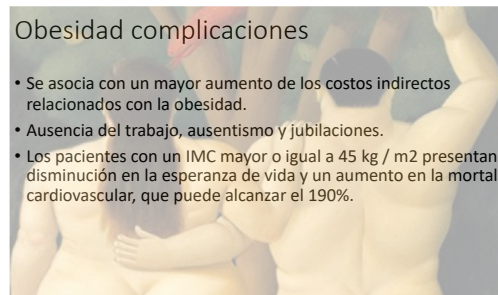 Obesidad complicaciones
• Se asocia con un mayor aumento de los costos indirectos
relacionados con la obesidad.
• Ausencia del trabajo, ausentismo y jubilaciones.
• Los pacientes con un IMC mayor o igual a 45 kg / m2 presentan
disminución en la esperanza de vida y un aumento en la mortal
cardiovascular, que puede alcanzar el 190%.